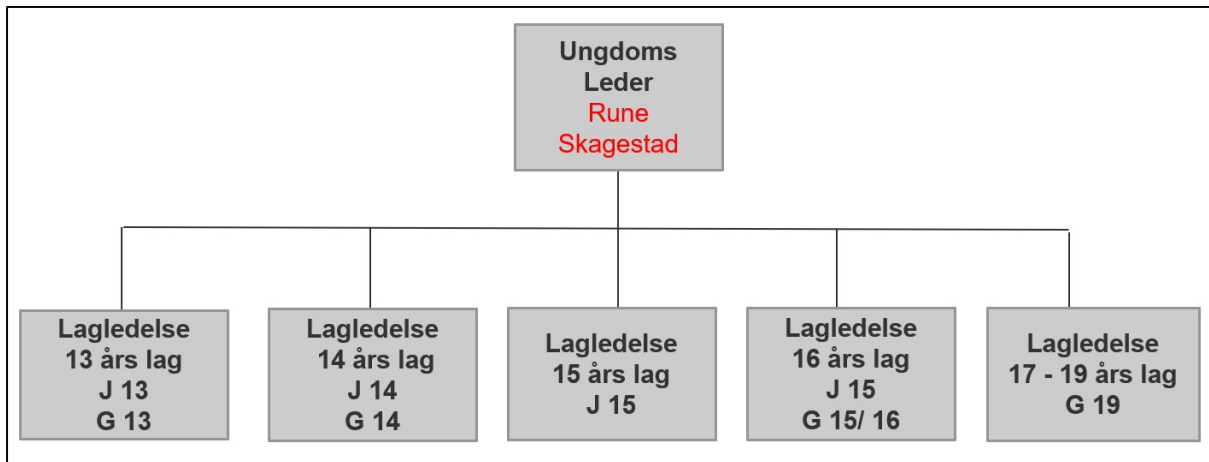 Ungdoms
Leder
Rune
Skagestad
Lagledelse
13 års lag
J 13
G 13
Lagledelse
14 års lag
J 14
G 14
Lagledelse
15 års lag
J 15
Lagledelse
16 års lag
J 15
G 15/ 16
Lagledelse
17 - 19 års lag
G 19